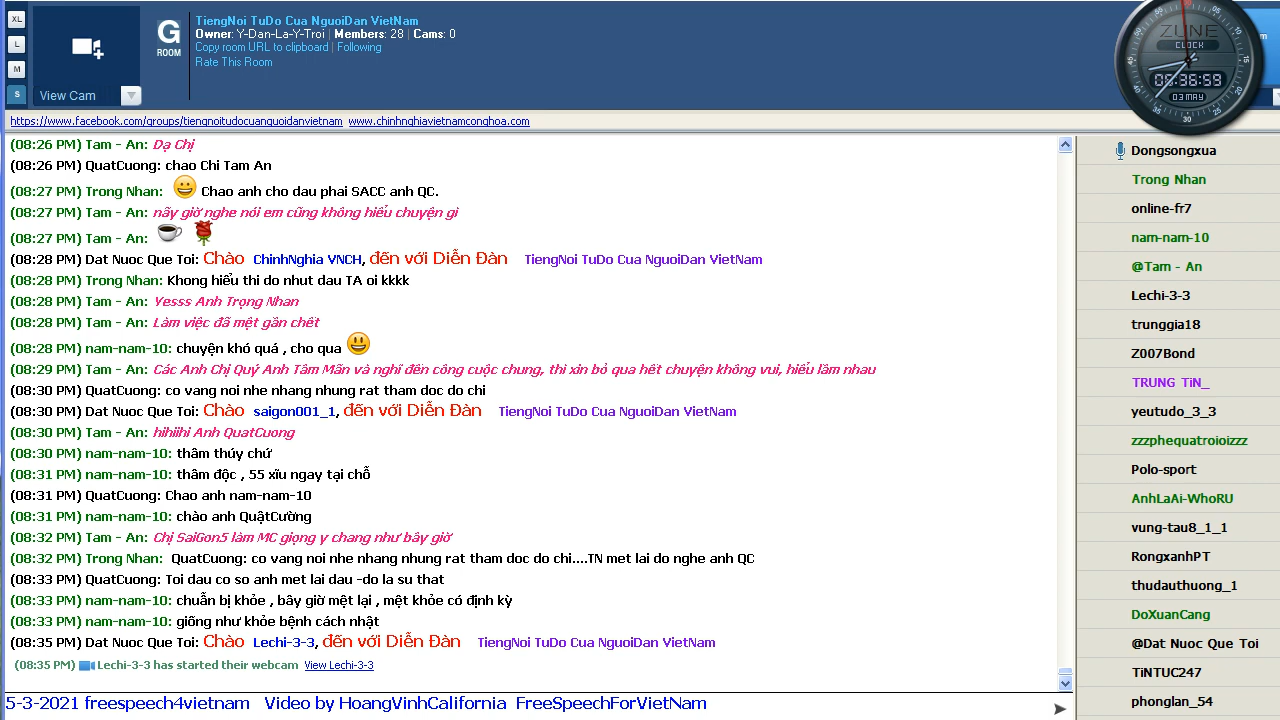 XL
L
M
S
View Cam
G
ROOM
TiengNoi TuDo Cua NguoiDan VietNam
Owner: Y-Dan-La-Y-Troi | Members: 28 | Cams: 0
Copy room URL to clipboard | Following
Rate This Room
ZUNE
CLOCK
03 MAY
https://www.facebook.com/groups/tiengnoitudocuanguoidanvietnam www.chinhnghiavietnamconghoa.com
(08:26 PM) Tam - An: Dạ Chị
(08:26 PM) QuatCuong: chao Chi Tam An
(08:27 PM) Trong Nhan: Chao anh cho dau phai SACC anh QC.
(08:27 PM) Tam - An: nãy giờ nghe nói em cũng không hiểu chuyện gì
(08:27 PM) Tam - An:
(08:28 PM) Dat Nuoc Que Toi: Chào ChinhNghia VNCH, đến với Diễn Đàn TiengNoi TuDo Cua NguoiDan VietNam
(08:28 PM) Trong Nhan: Khong hiểu thi do nhut dau TA oi kkkk
(08:28 PM) Tam - An: Yesss Anh Trọng Nhan
(08:28 PM) Tam - An: Làm việc đã mệt gần chết
(08:28 PM) nam-nam-10: chuyện khó quá , cho qua
(08:29 PM) Tam - An: Các Anh Chị Quý Anh Tâm Mãn và nghĩ đến công cuộc chung, thì xin bỏ qua hết chuyện không vui, hiểu lầm nhau
(08:30 PM) QuatCuong: co vang noi nhe nhang nhung rat tham doc do chi
(08:30 PM) Dat Nuoc Que Toi: Chào saigon001_1, đến với Diễn Đàn TiengNoi TuDo Cua NguoiDan VietNam
(08:30 PM) Tam - An: hihiihi Anh QuatCuong
(08:30 PM) nam-nam-10: thâm thúy chứ
(08:31 PM) nam-nam-10: thâm độc , 55 xĩu ngay tại chỗ
(08:31 PM) QuatCuong: Chao anh nam-nam-10
(08:31 PM) nam-nam-10: chào anh QuậtCường
(08:32 PM) Tam - An: Chị SaiGon5 làm MC giọng y chang như bây giờ
(08:32 PM) Trong Nhan: QuatCuong: co vang noi nhe nhang nhung rat tham doc do chi....TN met lai do nghe anh QC
(08:33 PM) QuatCuong: Toi dau co so anh met lai dau -do la su that
(08:33 PM) nam-nam-10: chuẩn bị khỏe , bây giờ mệt lại , mệt khỏe có định kỳ
(08:33 PM) nam-nam-10: giống như khỏe bệnh cách nhật
(08:35 PM) Dat Nuoc Que Toi: Chào Lechi-3-3, đến với Diễn Đàn TiengNoi TuDo Cua NguoiDan VietNam
(08:35 PM) Lechi-3-3 has started their webcam View Lechi-3-3
5-3-2021 freespeech4vietnam Video by HoangVinhCalifornia FreeSpeechForVietNam
Dongsongxua
Trong Nhan
online-fr7
nam-nam-10
@Tam - An
Lechi-3-3
trunggia18
Z007Bond
TRUNG TiN_
yeutudo_3_3
zzzphequatroioizzz
Polo-sport
AnhLaAi-WhoRU
vung-tau8_1_1
RongxanhPT
thudauthuong_1
DoXuanCang
@Dat Nuoc Que Toi
TiNTUC247
phonglan_54